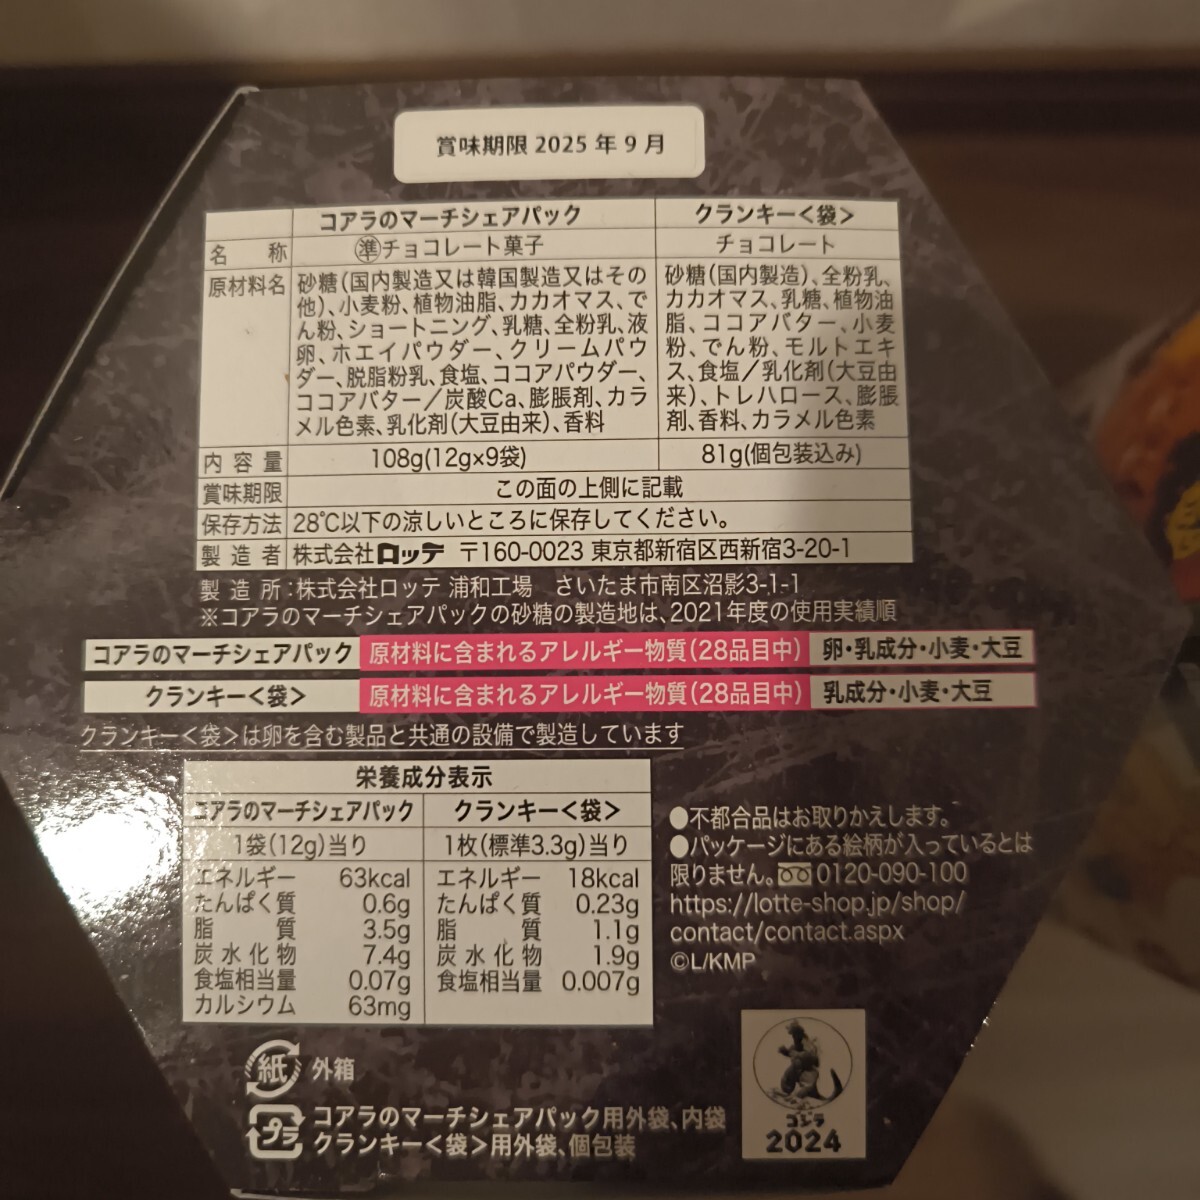 賞味期限 2025 年 9 月
コアラのマーチシェアパック クランキー<袋>
名 称 ㊜チョコレート菓子 チョコレート
原材料名 砂糖(国内製造又は韓国製造又はその 砂糖(国内製造)、全粉乳、
他)、小麦粉、植物油脂、カカオマス、で カカオマス、乳糖、植物油
ん粉、ショートニング、乳糖、全粉乳、液 脂、ココアバター、小麦
卵、ホエイパウダー、クリームパウ 粉、でん粉、モルトエキ
ダー、脱脂粉乳、食塩、ココアパウダー、 ス、食塩/乳化剤(大豆由
ココアバター/炭酸Ca、膨脹剤、カラ 来)、トレハロース、膨脹
メル色素、乳化剤(大豆由来)、香料 剤、香料、カラメル色素
内 容 量 108g(12g×9袋) 81g(個包装込み)
賞味期限 この面の上側に記載
保存方法 28℃以下の涼しいところに保存してください。
製 造 者 株式会社ロッテ 〒160-0023 東京都新宿区西新宿3-20-1
製 造 所:株式会社ロッテ 浦和工場 さいたま市南区沼影3-1-1
※コアラのマーチシェアパックの砂糖の製造地は、2021年度の使用実績順
コアラのマーチシェアパック 原材料に含まれるアレルギー物質(28品目中) 卵・乳成分・小麦・大豆
クランキー<袋> 原材料に含まれるアレルギー物質(28品目中) 乳成分・小麦・大豆
クランキー<袋>は卵を含む製品と共通の設備で製造しています
栄養成分表示
コアラのマーチシェアパック クランキー<袋>
1袋(12g)当り 1枚(標準3.3g)当り
エネルギー 63kcal エネルギー 18kcal
たんぱく質 0.6g たんぱく質 0.23g
脂 質 3.5g 脂 質 1.1g
炭水化物 7.4g 炭水化物 1.9g
食塩相当量 0.07g 食塩相当量 0.007g
カルシウム 63mg
●不都合品はお取りかえします。
●パッケージにある絵柄が入っているとは
限りません。0120-090-100
https://lotte-shop.jp/shop/
contact/contact.aspx
©L/KMP
紙 外箱
プラ コアラのマーチシェアパック用外袋、内袋
クランキー<袋>用外袋、個包装
ゴジラ
2024